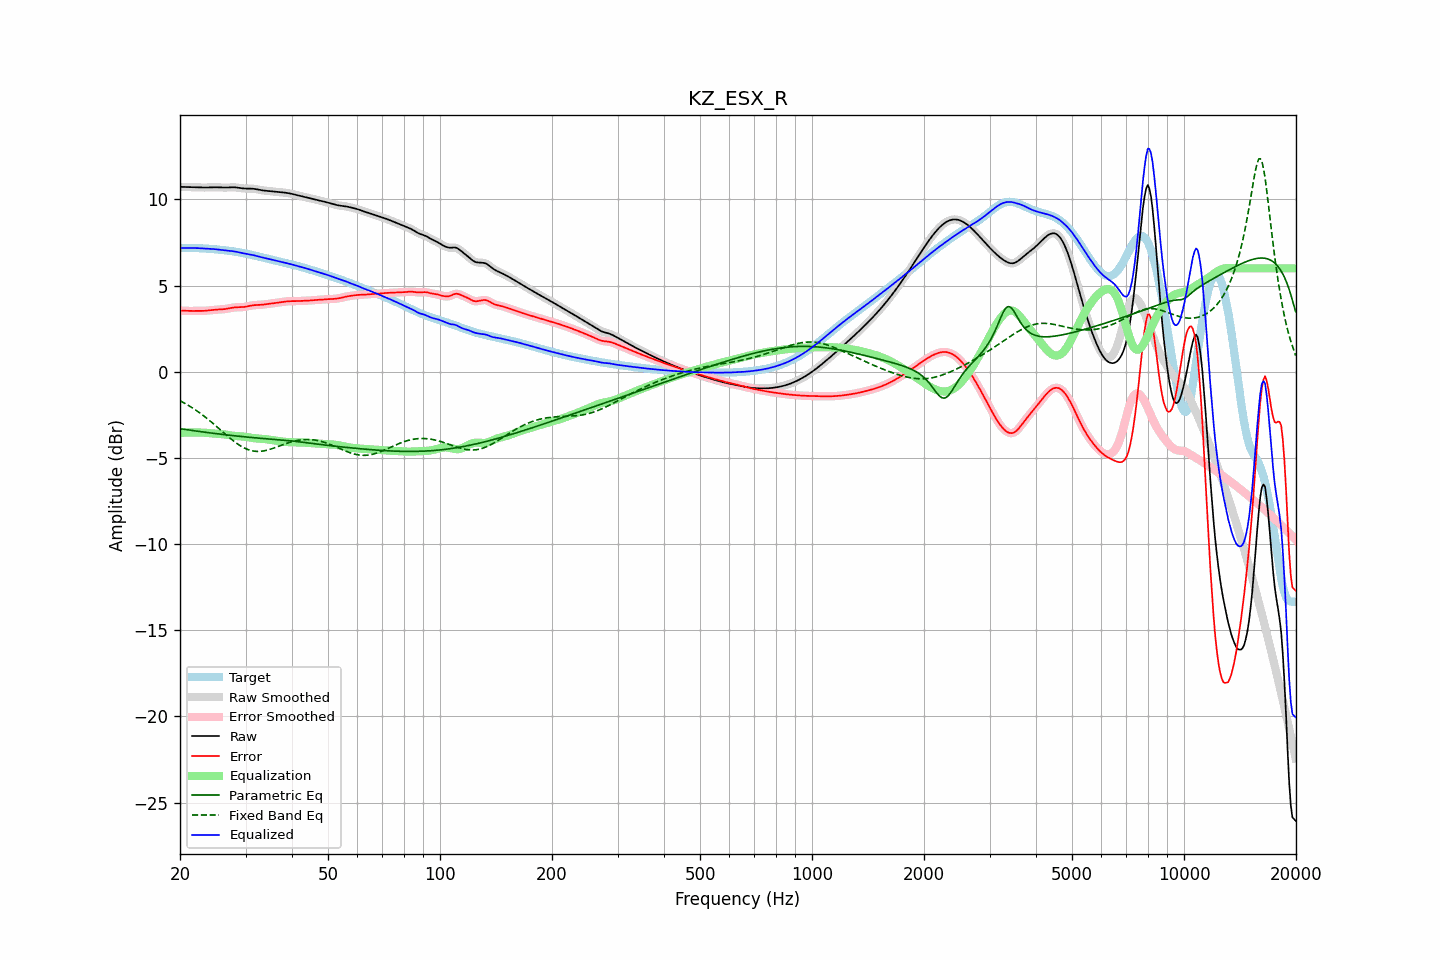 KZ_ESX_R
10
5
0
−5
−10
−15
−20
−25
Amplitude (dBr)
Target
Raw Smoothed
Error Smoothed
Raw
Error
Equalization
Parametric Eq
Fixed Band Eq
Equalized
20 50 100 200 500 1000 2000 5000 10000 20000
Frequency (Hz)